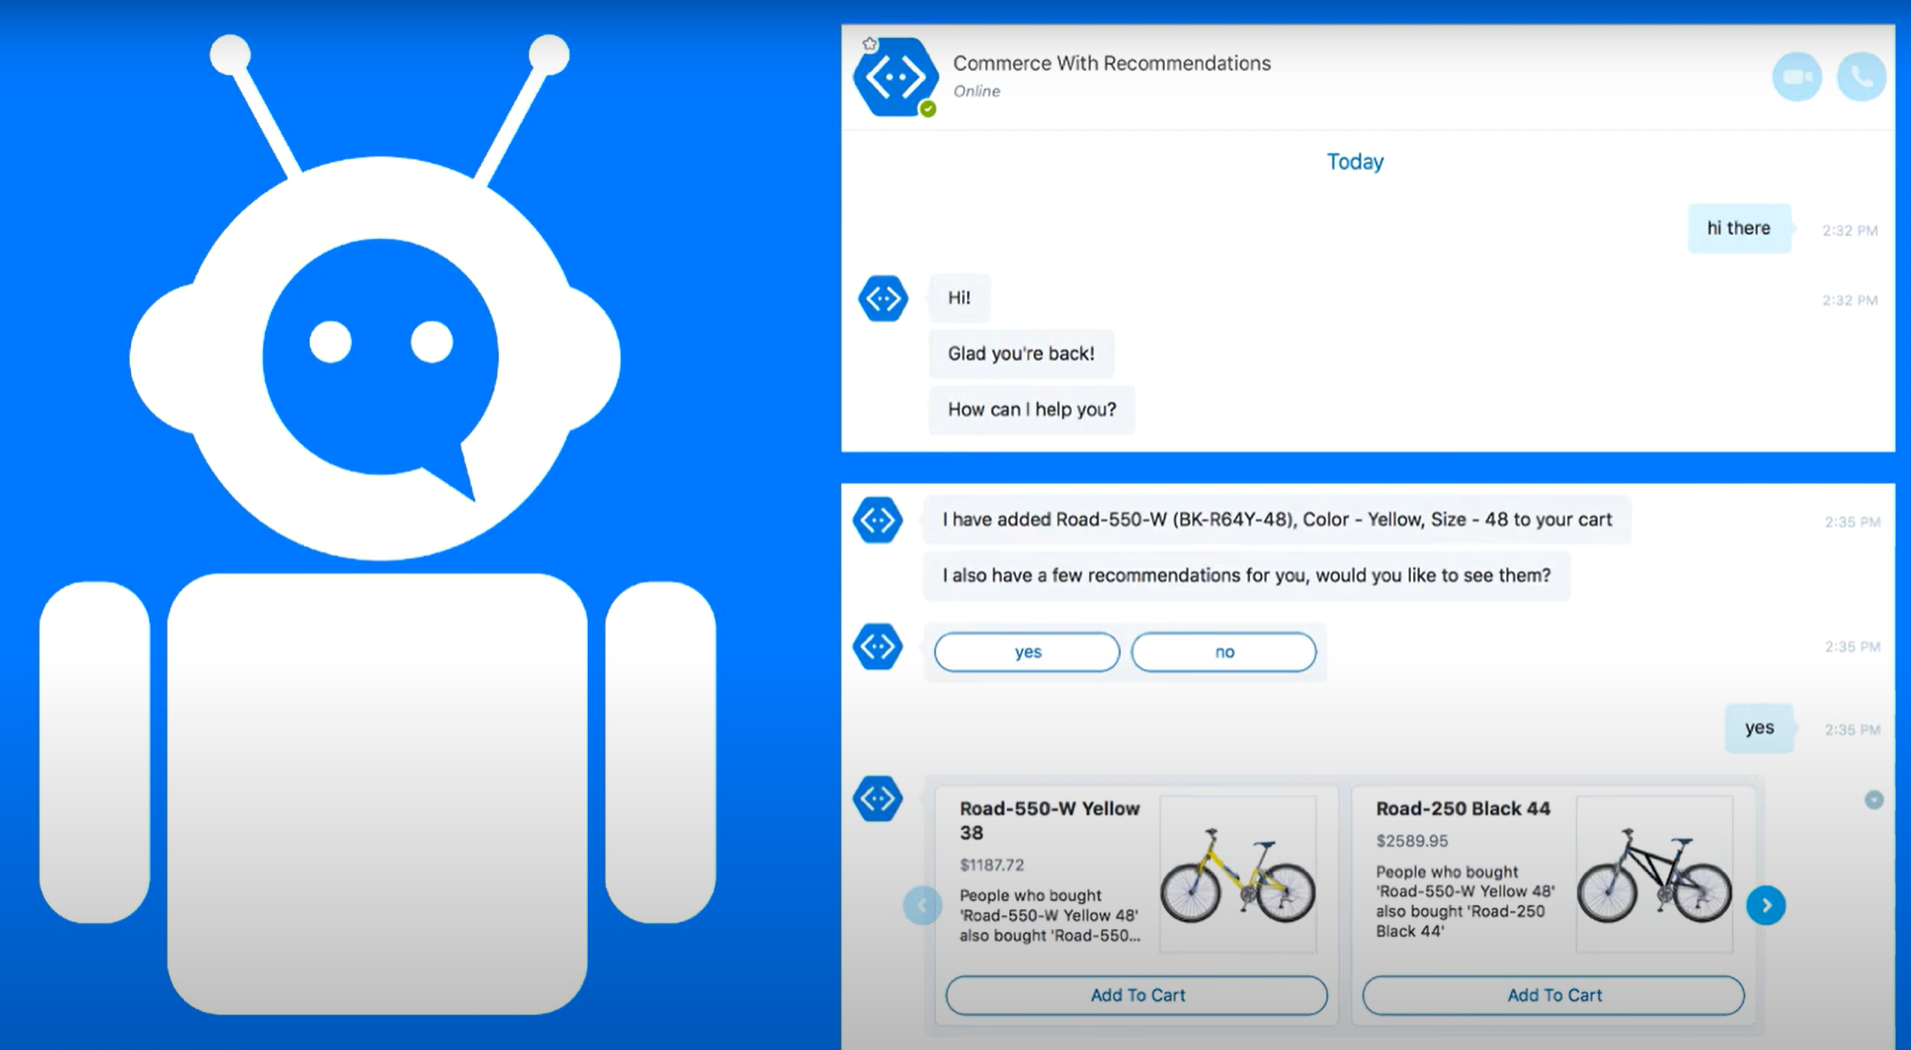 Commerce With Recommendations
Online
Today
hi there
2:32 PM
Hi!
2:32 PM
Glad you're back!
How can I help you?
I have added Road-550-W (BK-R64Y-48), Color - Yellow, Size - 48 to your cart
2:35 PM
I also have a few recommendations for you, would you like to see them?
yes
no
2:35 PM
yes
2:35 PM
Road-550-W Yellow
38
$1187.72
People who bought
'Road-550-W Yellow 48'
also bought 'Road-550...
Add To Cart
Road-250 Black 44
$2589.95
People who bought
'Road-550-W Yellow 48'
also bought 'Road-250
Black 44'
Add To Cart